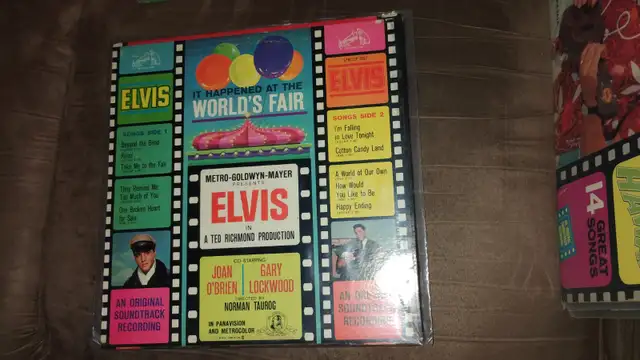 ELVIS
SONGS SIDE 1
Beyond the Bend
Relax
Take Me to the Fair
They Remind Me
Too Much of You
One Broken Heart
for Sale
AN ORIGINAL
SOUNDTRACK
RECORDING
IT HAPPENED AT THE
WORLD'S FAIR
METRO-GOLDWYN-MAYER
PRESENTS
ELVIS
IN
A TED RICHMOND PRODUCTION
CO-STARRING
JOAN
O'BRIEN
GARY
LOCKWOOD
DIRECTED BY
NORMAN TAUROG
IN PANAVISION
AND METROCOLOR
ELVIS
SONGS SIDE 2
I'm Falling
in Love Tonight
Cotton Candy Land
A World of Our Own
How Would
You Like to Be
Happy Ending
SOUNDTRACK
RECORDING
14
GREAT
SONGS